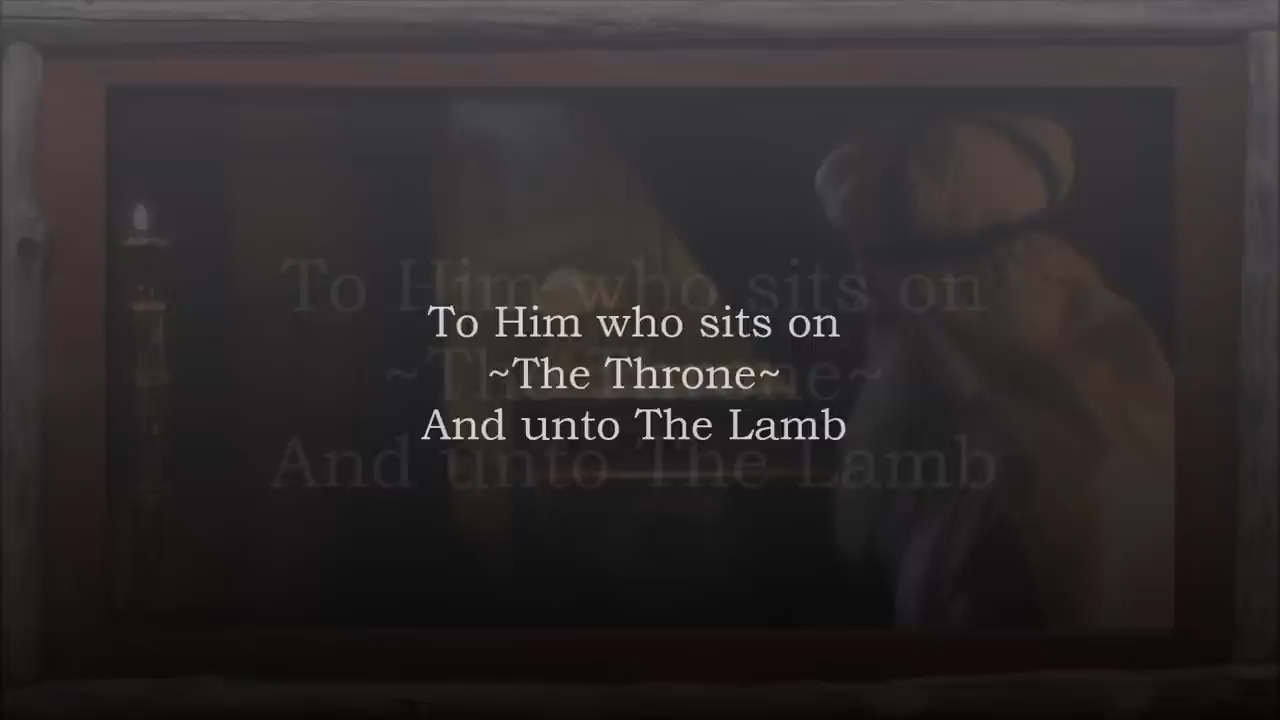 To Him who sits on
~The Throne~
And unto The Lamb